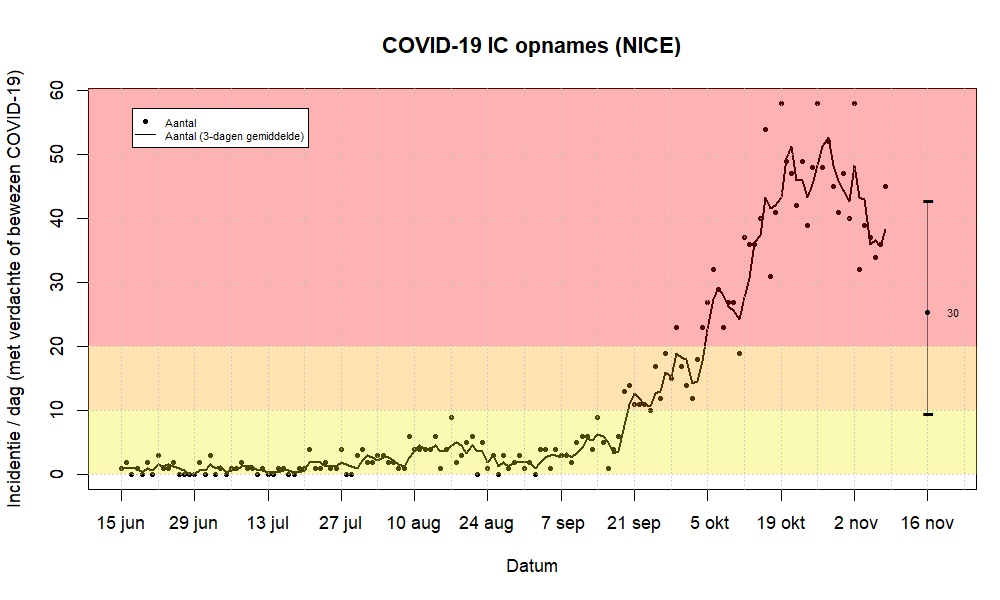 COVID-19 IC opnames (NICE)
Incidentie / dag (met verdachte of bewezen COVID-19)
60
50
40
30
20
10
0
Aantal
Aantal (3-dagen gemiddelde)
30
15 jun 29 jun 13 jul 27 jul 10 aug 24 aug 7 sep 21 sep 5 okt 19 okt 2 nov 16 nov
Datum